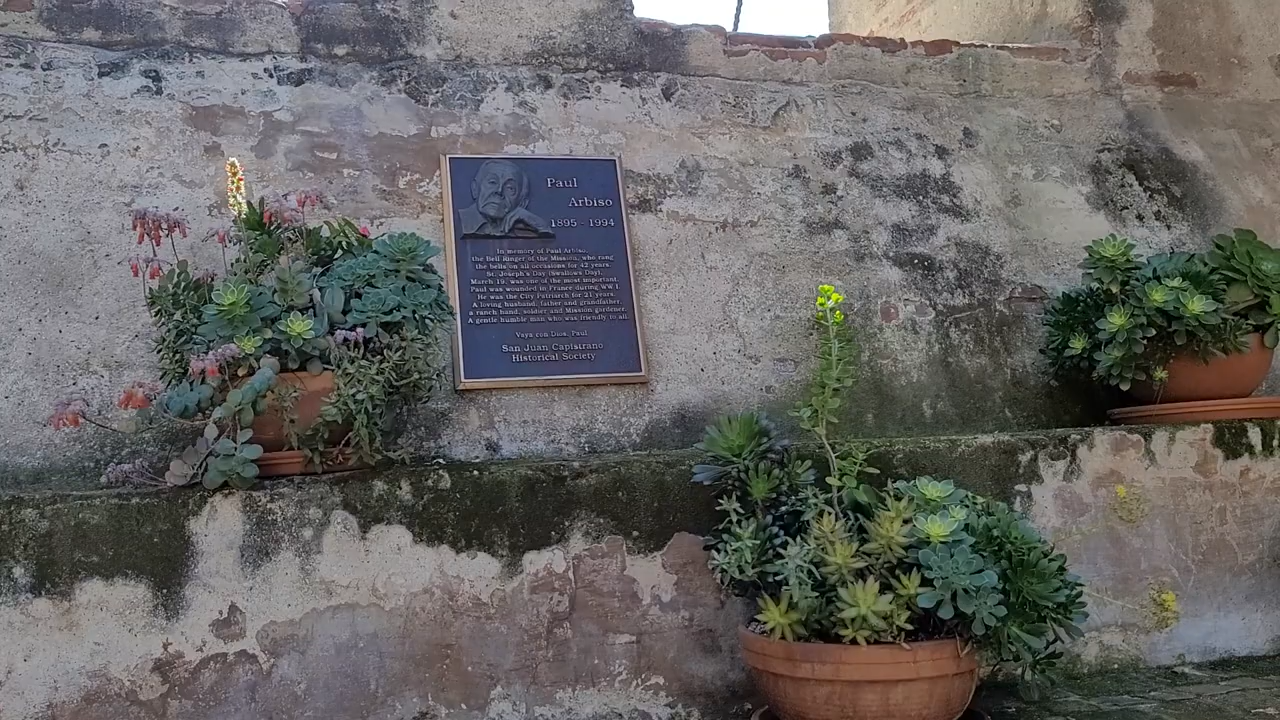 Paul
Arbiso
1895 - 1994
In memory of Paul Arbiso,
the Bell Ringer of the Mission, who rang
the bells on all occasions for 42 years.
St. Joseph's Day (Swallows Day),
March 19, was one of the most important.
Paul was wounded in France during WW I.
He was the City Patriarch for 21 years.
A loving husband, father and grandfather,
a ranch hand, soldier and Mission gardener.
A gentle humble man who was friendly to all.
Vaya con Dios, Paul
San Juan Capistrano
Historical Society